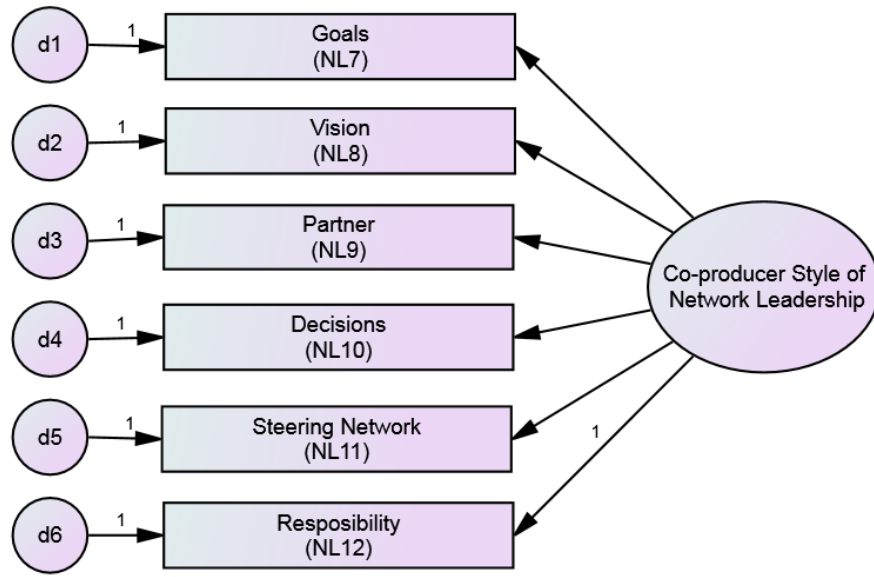 d1
1
Goals
(NL7)
d2
1
Vision
(NL8)
d3
1
Partner
(NL9)
Co-producer Style of
Network Leadership
d4
1
Decisions
(NL10)
d5
1
Steering Network
(NL11)
1
d6
1
Resposibility
(NL12)